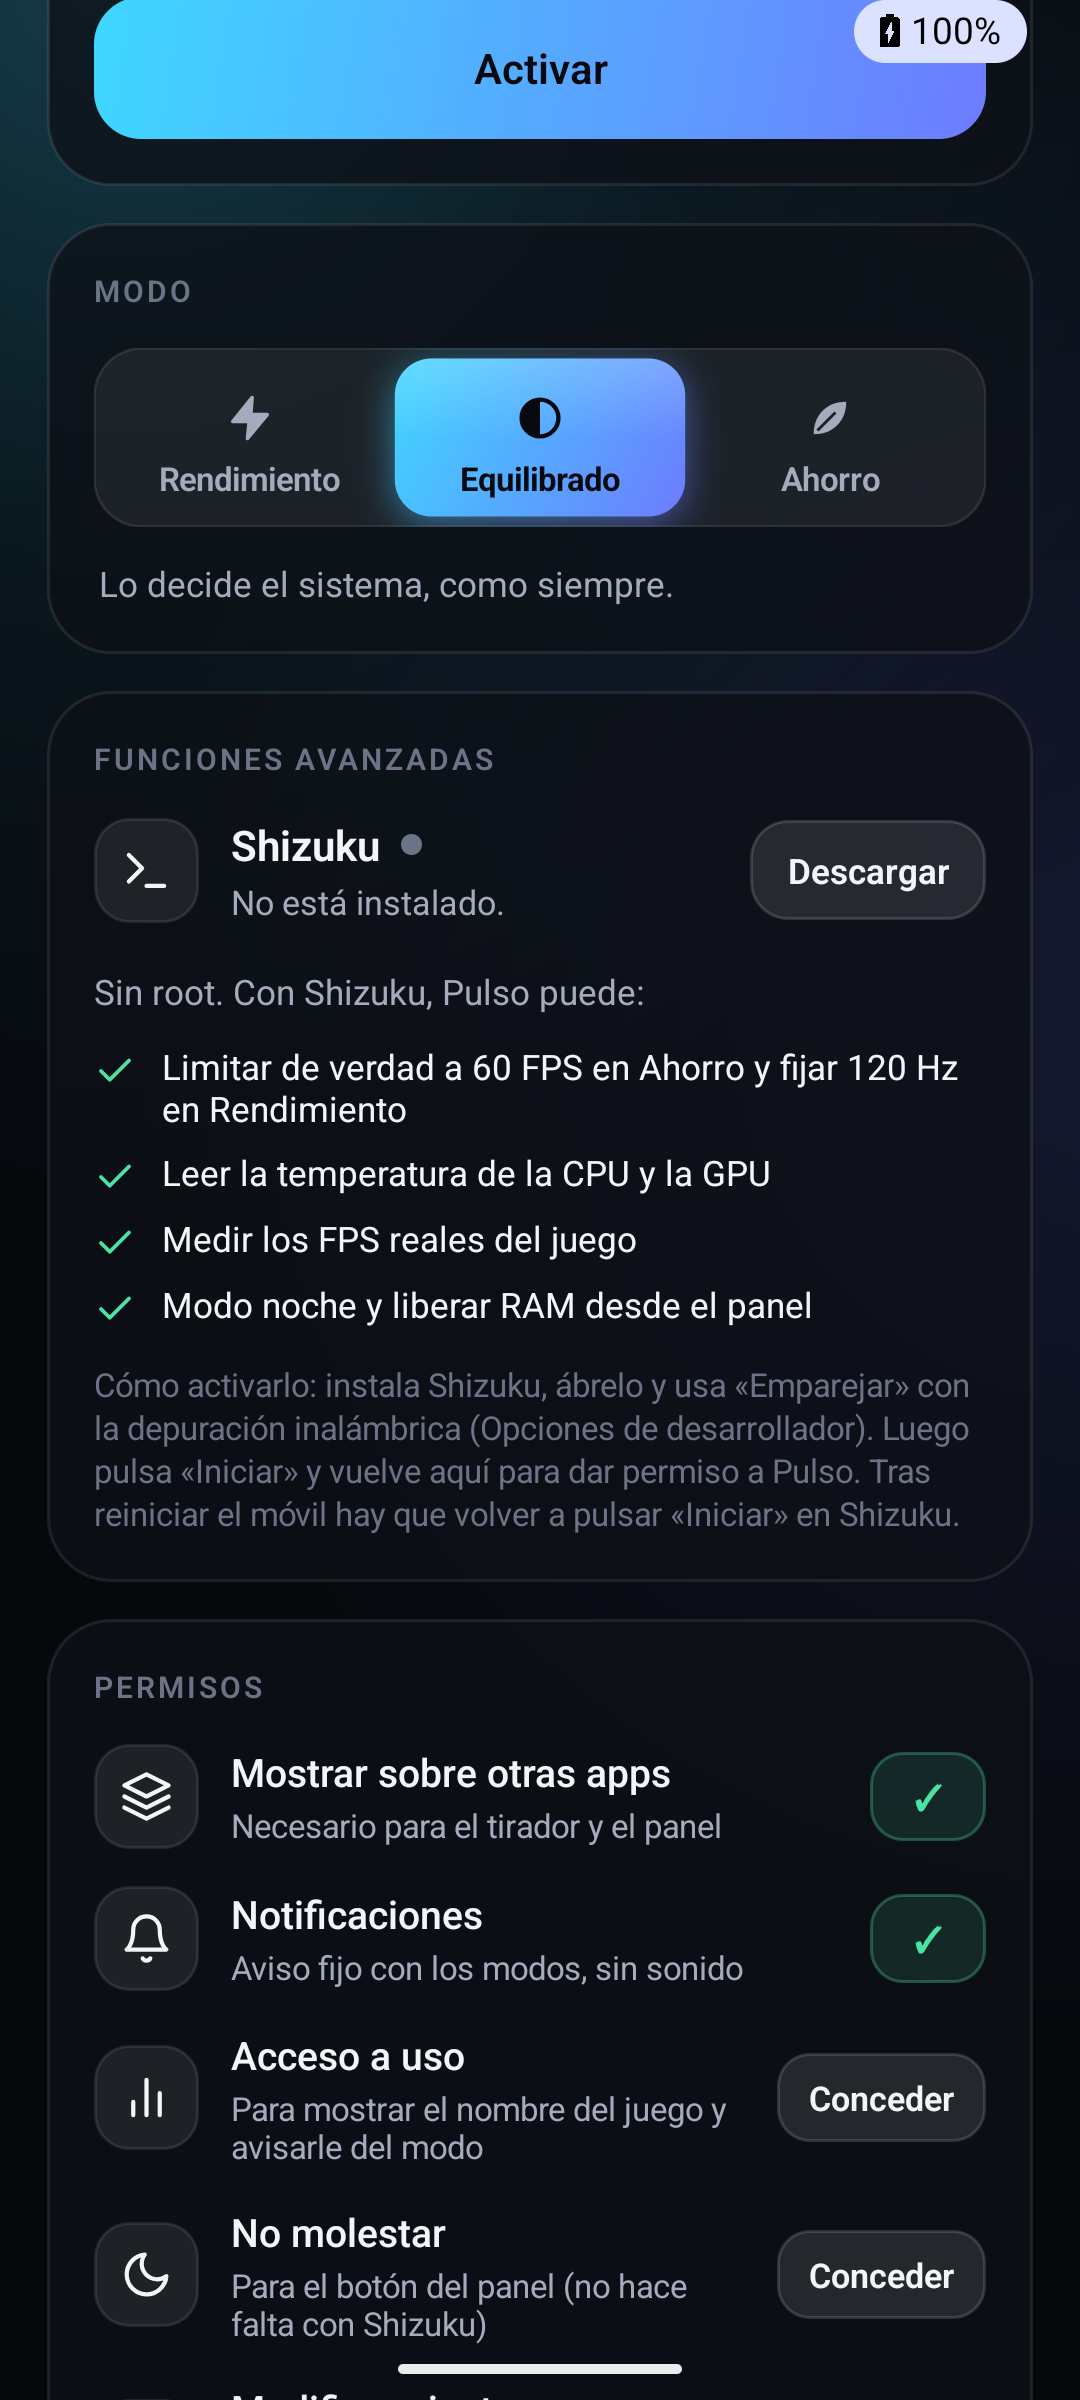 100%
Activar
MODO
Rendimiento
Equilibrado
Ahorro
Lo decide el sistema, como siempre.
FUNCIONES AVANZADAS
Shizuku
No está instalado.
Descargar
Sin root. Con Shizuku, Pulso puede:
Limitar de verdad a 60 FPS en Ahorro y fijar 120 Hz
en Rendimiento
Leer la temperatura de la CPU y la GPU
Medir los FPS reales del juego
Modo noche y liberar RAM desde el panel
Cómo activarlo: instala Shizuku, ábrelo y usa «Emparejar» con
la depuración inalámbrica (Opciones de desarrollador). Luego
pulsa «Iniciar» y vuelve aquí para dar permiso a Pulso. Tras
reiniciar el móvil hay que volver a pulsar «Iniciar» en Shizuku.
PERMISOS
Mostrar sobre otras apps
Necesario para el tirador y el panel
Notificaciones
Aviso fijo con los modos, sin sonido
Acceso a uso
Para mostrar el nombre del juego y
avisarle del modo
Conceder
No molestar
Para el botón del panel (no hace
falta con Shizuku)
Conceder